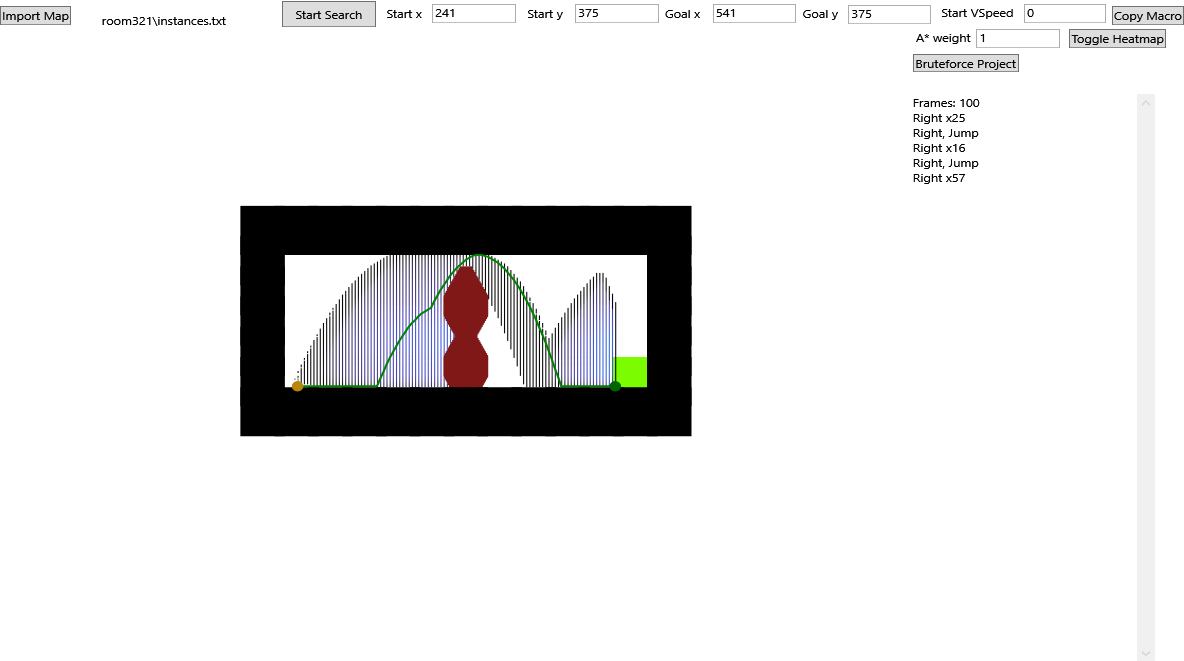 Import Map
room321\instances.txt
Start Search
Start x 241
Start y 375
Goal x 541
Goal y 375
Start VSpeed 0
Copy Macro
A* weight 1
Toggle Heatmap
Bruteforce Project
Frames: 100
Right x25
Right, Jump
Right x16
Right, Jump
Right x57